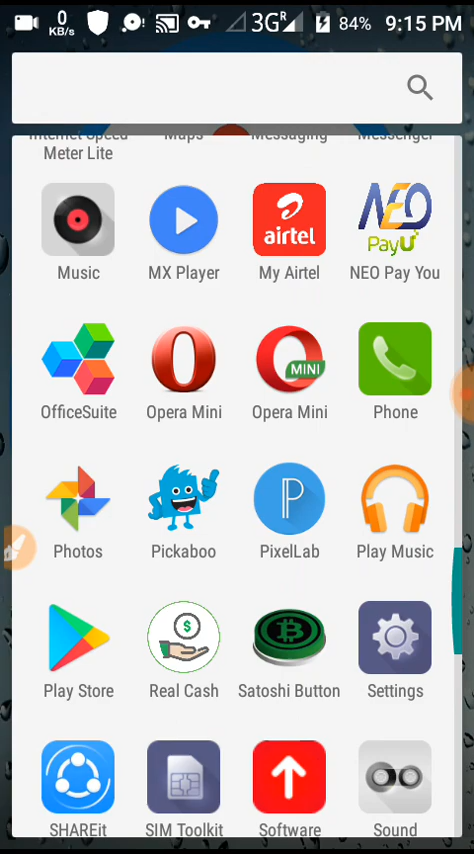 0
KB/s
3G R
84%
9:15 PM
Internet Speed
Meter Lite
Maps
Messaging
Messenger
airtel
NEO
PayU
Music
MX Player
My Airtel
NEO Pay You
MINI
OfficeSuite
Opera Mini
Opera Mini
Phone
P
Photos
Pickaboo
PixelLab
Play Music
$
Play Store
Real Cash
Satoshi Button
Settings
SHAREit
SIM Toolkit
Software
Sound